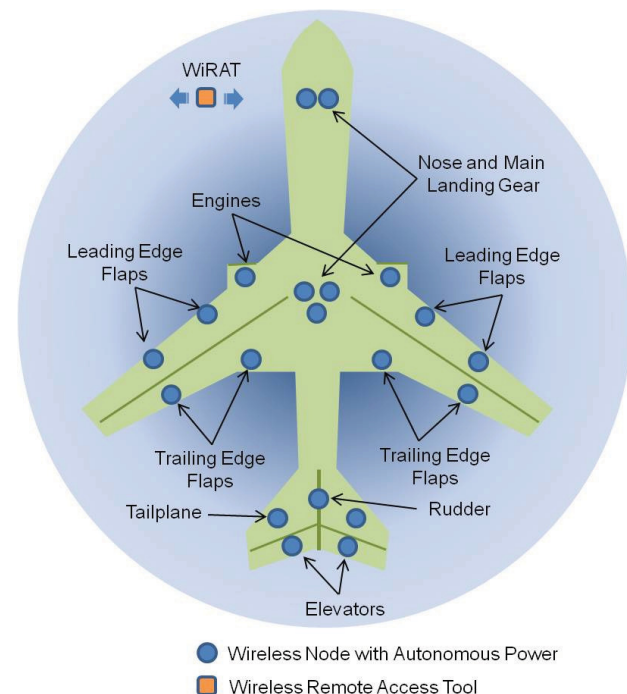 WiRAT
Nose and Main
Landing Gear
Engines
Leading Edge
Flaps
Leading Edge
Flaps
Trailing Edge
Flaps
Trailing Edge
Flaps
Tailplane
Rudder
Elevators
Wireless Node with Autonomous Power
Wireless Remote Access Tool